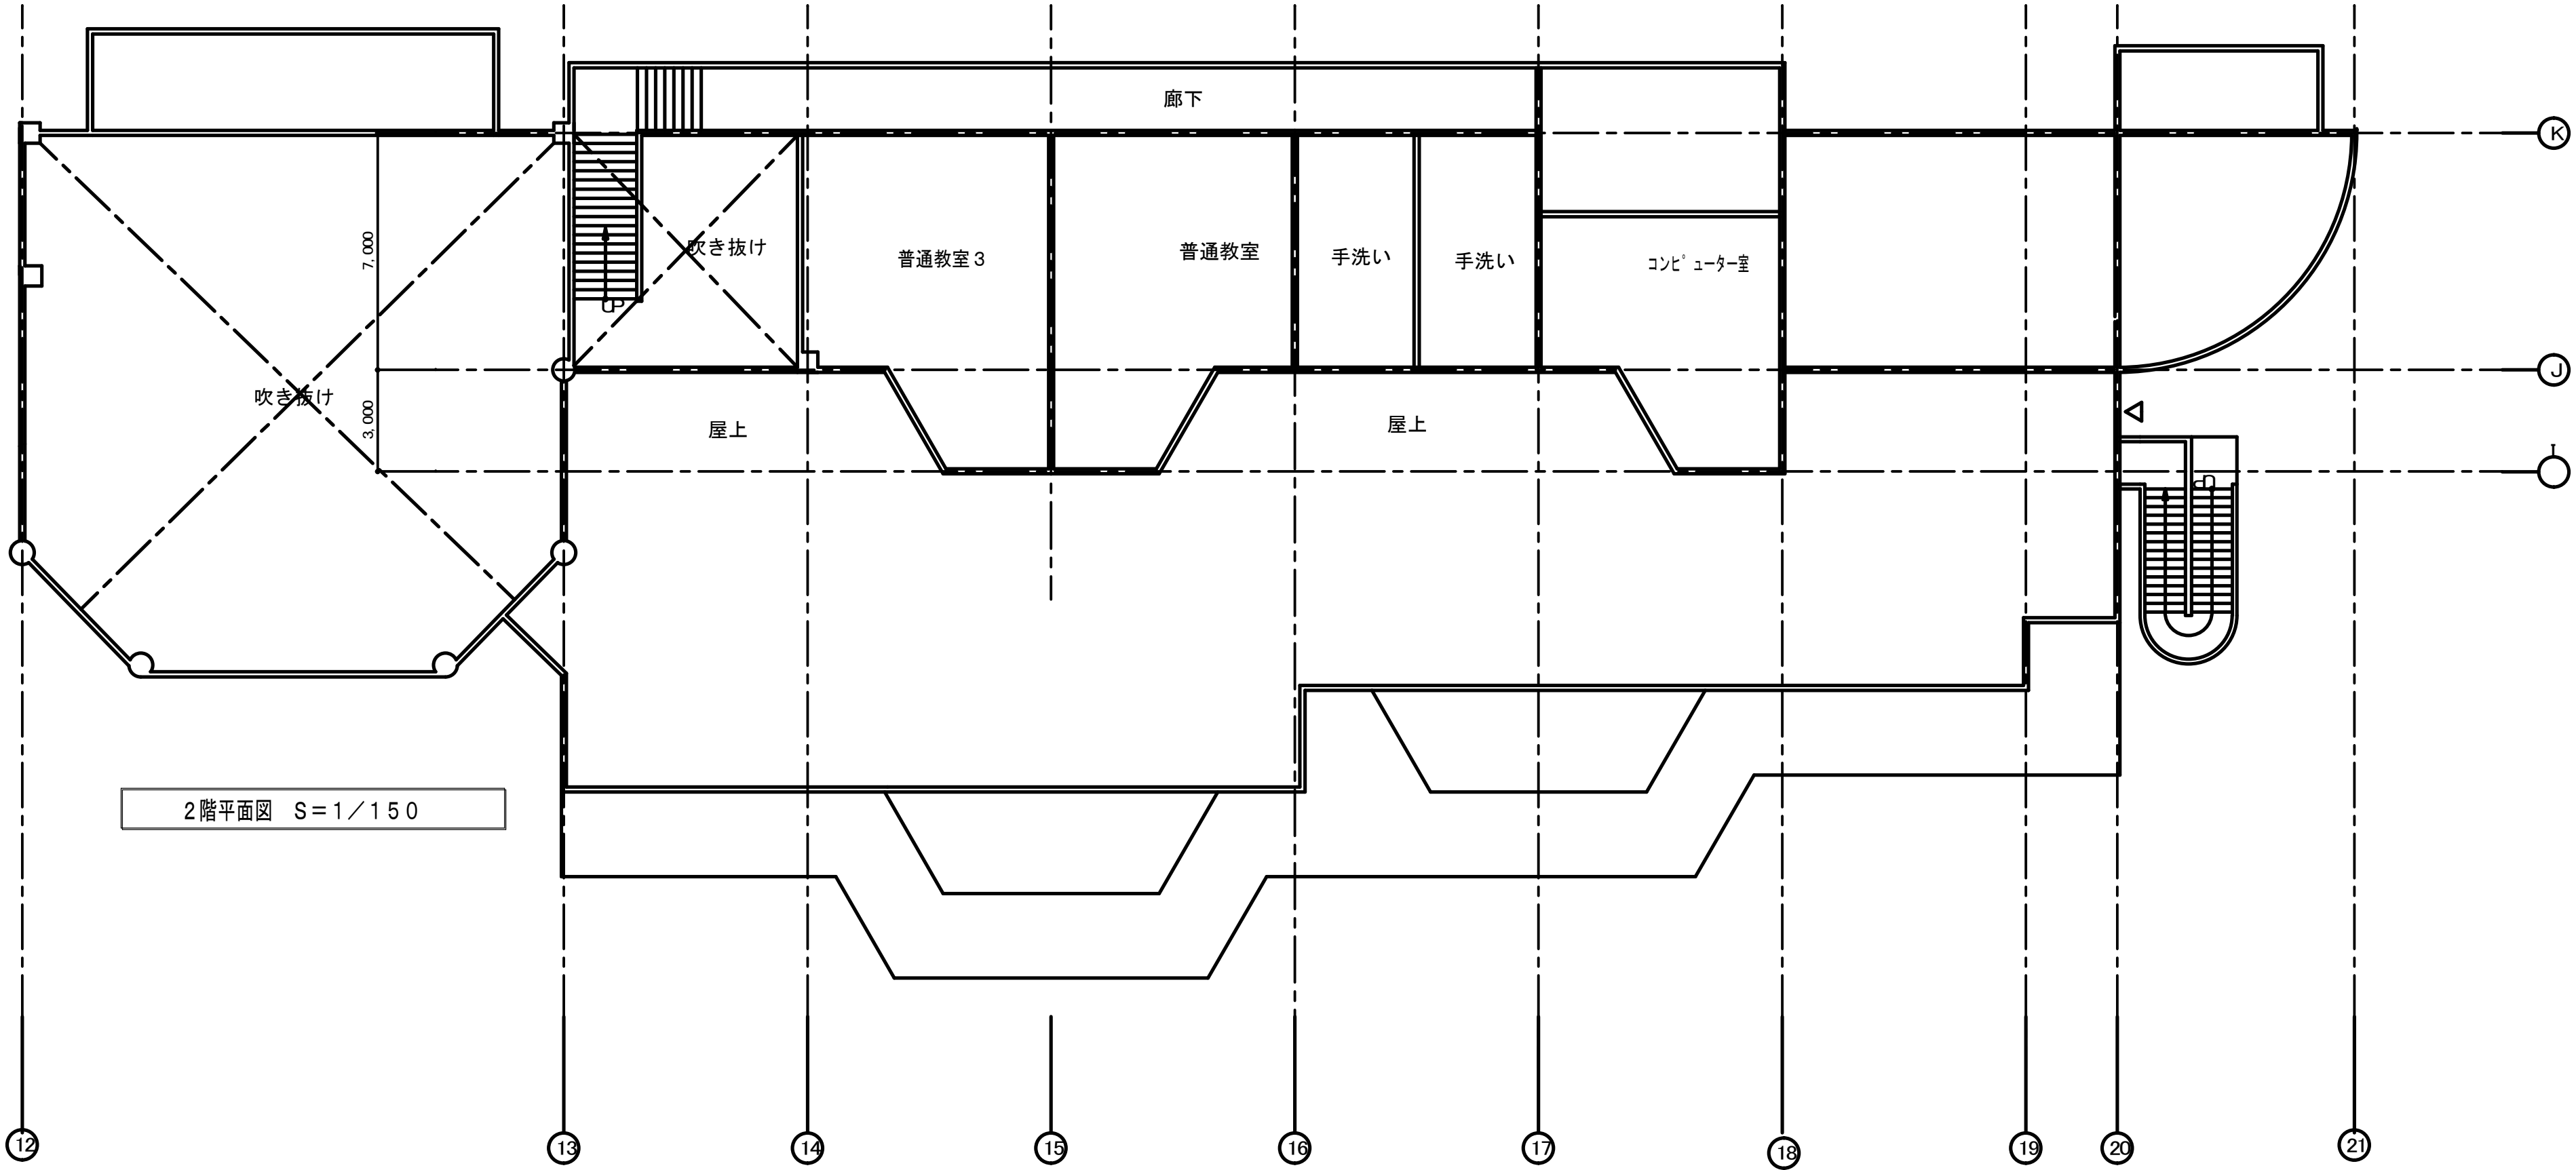 廊下
K
7,000
吹き抜け
普通教室３
普通教室
手洗い
手洗い
コンピューター室
UP
J
吹き抜け
3,000
屋上
屋上
I
UP
２階平面図　Ｓ＝１／１５０
12
13
14
15
16
17
18
19
20
21